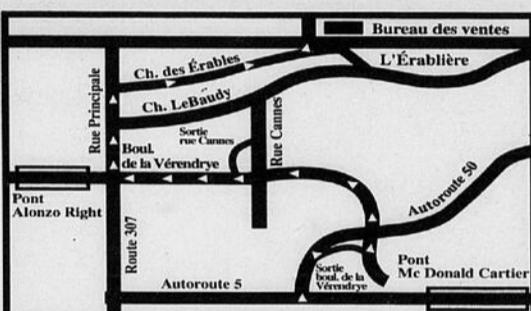 Bureau des ventes
L'Érablière
Ch. des Érables
Ch. LeBaudy
Rue Principale
Sortie
rue Cannes
Rue Cannes
Boul.
de la Vérendrye
Pont
Alonzo Right
Route 307
Autoroute 50
Pont
Mc Donald Cartier
Sortie
boul. de la
Vérendrye
Autoroute 5